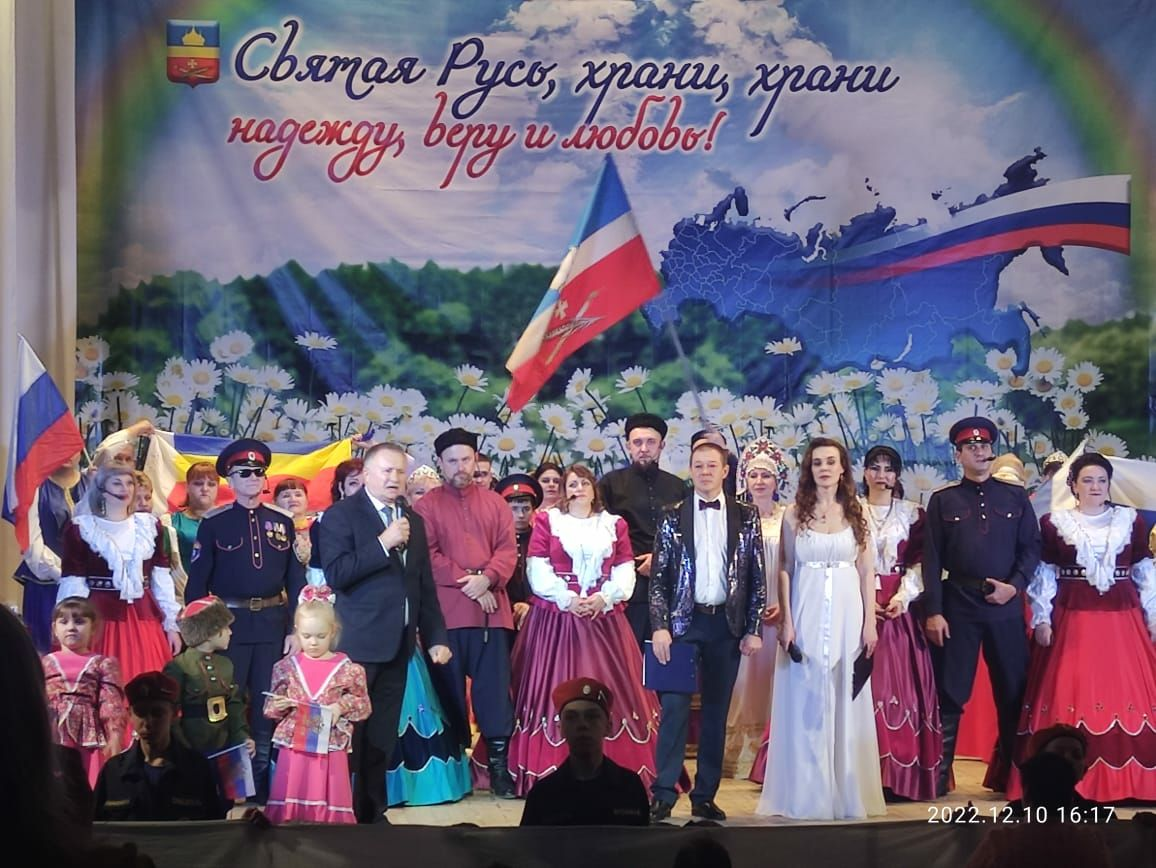 Святая Русь, храни, храни
надежду, веру и любовь!
2022.12.10 16:17